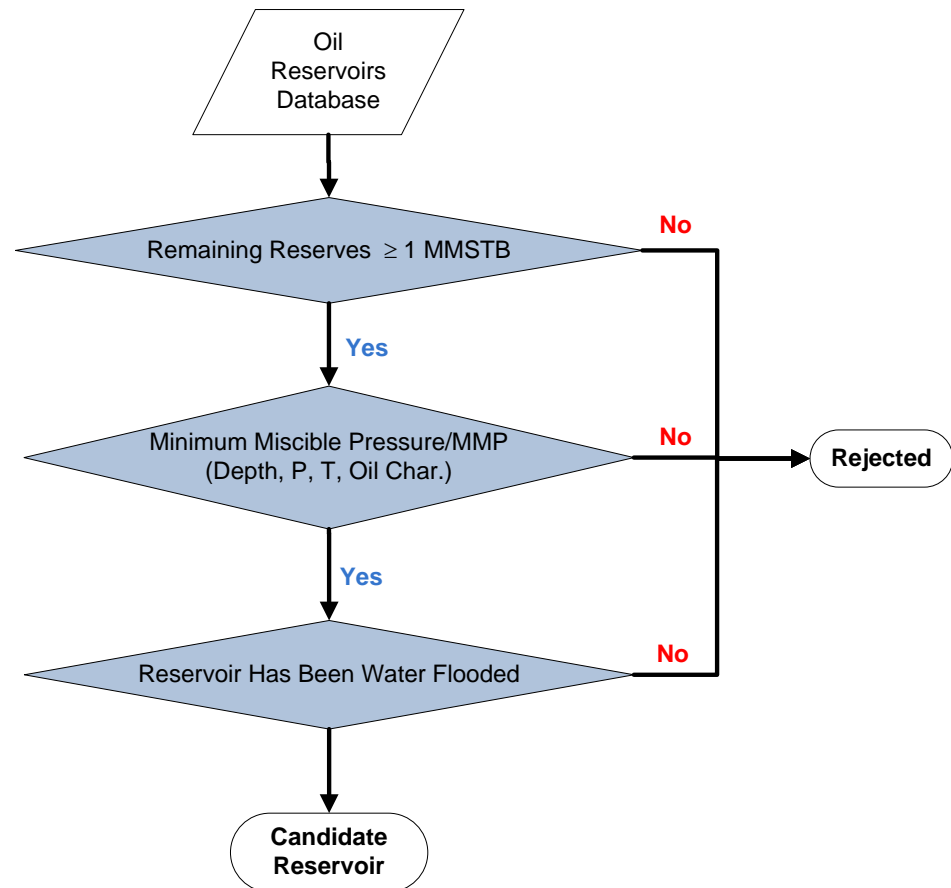 Oil
Reservoirs
Database
Remaining Reserves ≥ 1 MMSTB
No
Yes
Minimum Miscible Pressure/MMP
(Depth, P, T, Oil Char.)
No
Rejected
Yes
Reservoir Has Been Water Flooded
No
Candidate
Reservoir